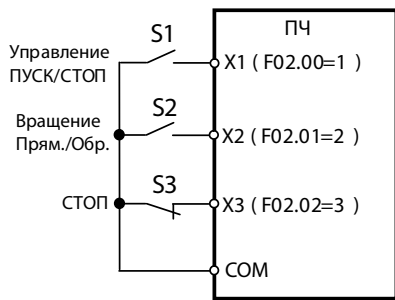 ПЧ
S1
Управление
ПУСК/СТОП
X1 ( F02.00=1 )
S2
Вращение
Прям./Обр.
X2 ( F02.01=2 )
S3
СТОП
X3 ( F02.02=3 )
COM